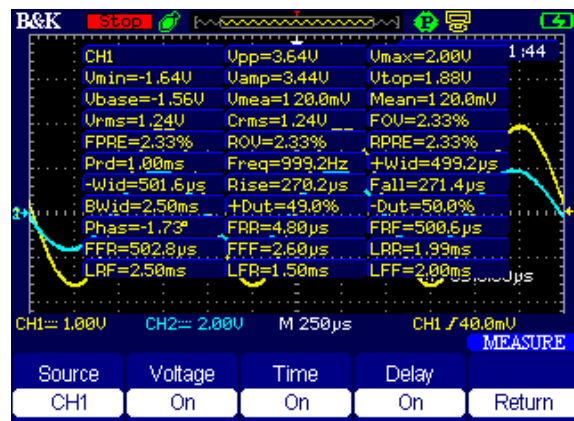 B&K Stop
CH1 Vpp=3.64V Vmax=2.00V 1:44
Vmin=-1.64V Vamp=3.44V Vtop=1.88V
Vbase=-1.56V Vmea=120.0mV Mean=120.0mV
Vrms=1.24V Crms=1.24V FOV=2.33%
FPRE=2.33% ROV=2.33% RPRE=2.33%
Prd=1.00ms Freq=999.2Hz +Wid=499.2µs
-Wid=501.6µs Rise=270.2µs Fall=271.4µs
BWid=2.50ms +Dut=49.0% -Dut=50.0%
Phas=-1.73° FRR=4.80µs FRF=500.6µs
FFR=502.8µs FFF=2.60µs LRR=1.99ms
LRF=2.50ms LFR=1.50ms LFF=2.00ms
CH1 1.00V CH2 2.00V M 250µs CH1 40.0mV
MEASURE
Source Voltage Time Delay
CH1 On On On Return